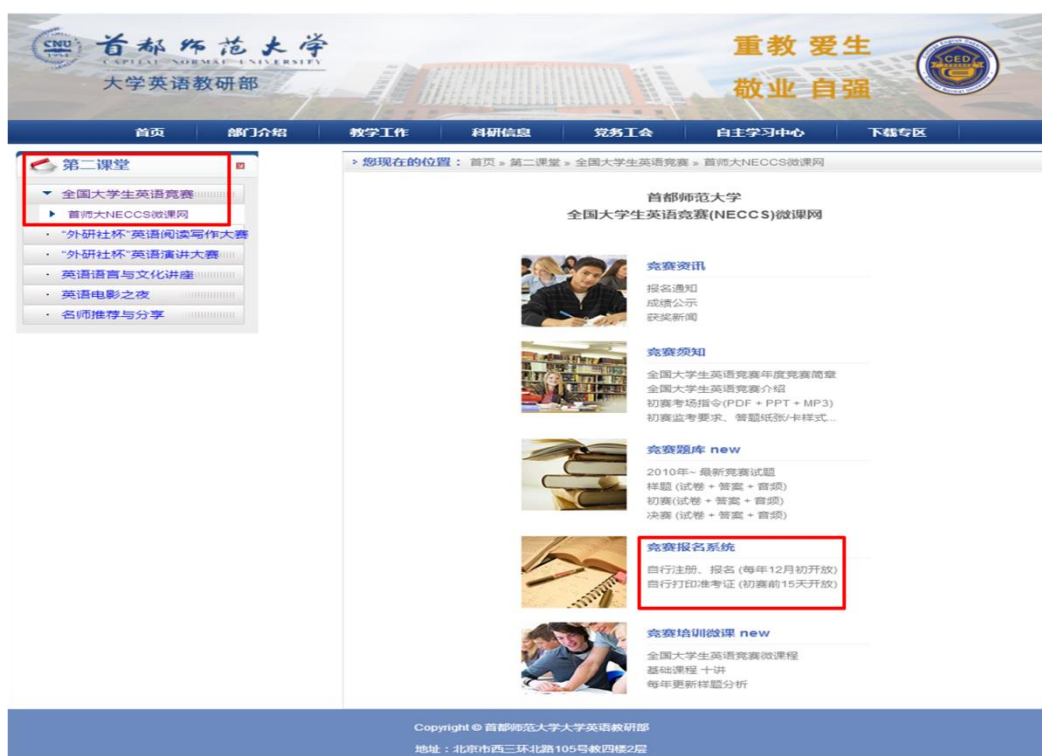 首都师范大学
CAPITAL NORMAL UNIVERSITY
大学英语教研部
重教 爱生
敬业 自强
CNU
CED
首页 部门介绍 教学工作 科研信息 党务工会 自主学习中心 下载专区
第二课堂
全国大学生英语竞赛
首师大NECCS微课网
"外研社杯"英语阅读写作大赛
"外研社杯"英语演讲大赛
英语语言与文化讲座
英语电影之夜
名师推荐与分享
您现在的位置： 首页 » 第二课堂 » 全国大学生英语竞赛 » 首师大NECCS微课网
首都师范大学
全国大学生英语竞赛(NECCS)微课网
竞赛资讯
报名通知
成绩公示
获奖新闻
竞赛须知
全国大学生英语竞赛年度竞赛简章
全国大学生英语竞赛介绍
初赛考场指令(PDF + PPT + MP3)
初赛监考要求、答题纸张/卡样式...
竞赛题库 new
2010年~ 最新竞赛试题
样题 (试卷 + 答案 + 音频)
初赛(试卷 + 答案 + 音频)
决赛 (试卷 + 答案 + 音频)
竞赛报名系统
自行注册、报名 (每年12月初开放)
自行打印准考证 (初赛前15天开放)
竞赛培训微课 new
全国大学生英语竞赛微课程
基础课程 十讲
每年更新样题分析
Copyright © 首都师范大学大学英语教研部
地址：北京市西三环北路105号教四楼2层